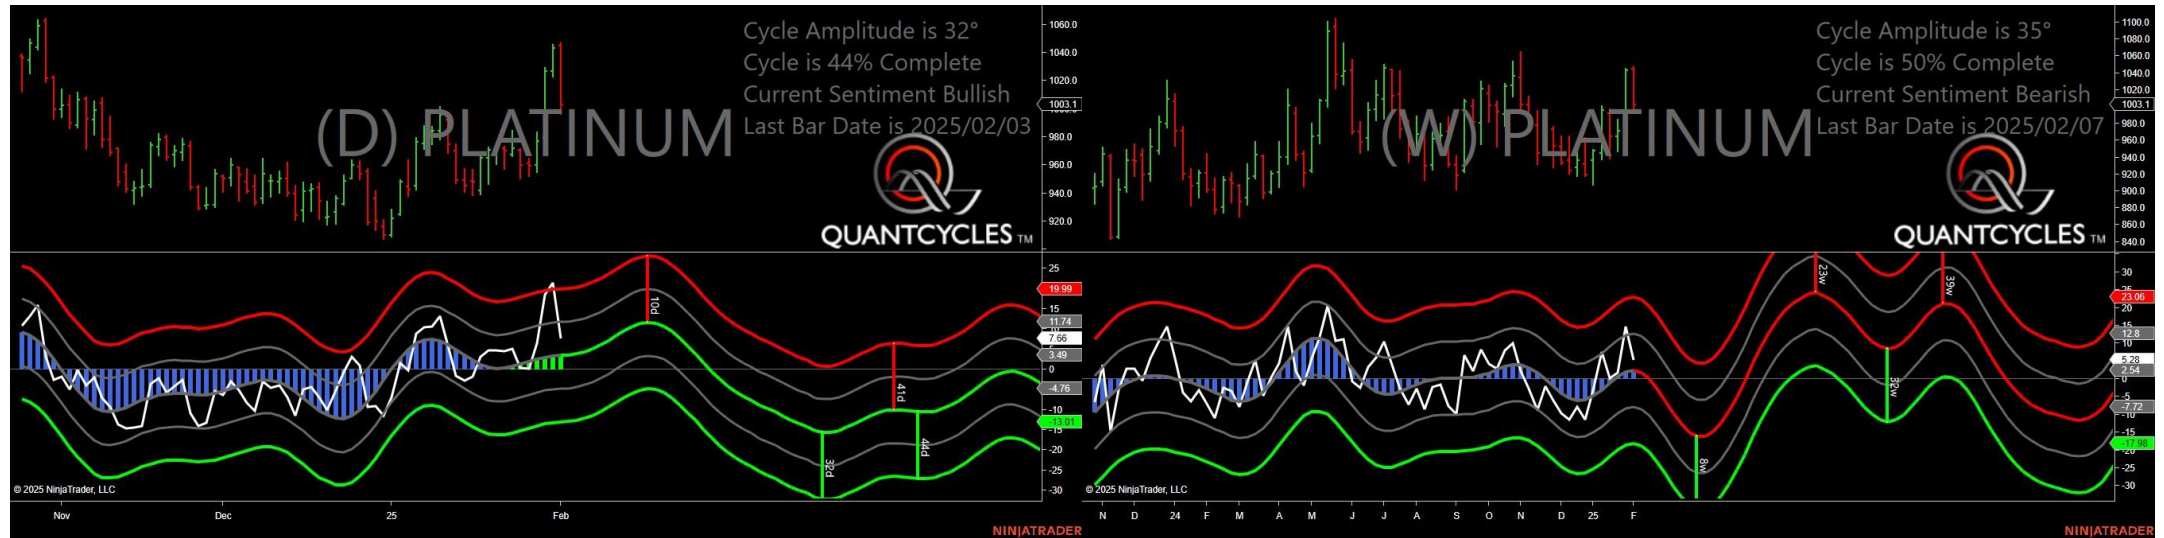 Cycle Amplitude is 32°
Cycle is 44% Complete
Current Sentiment Bullish
Last Bar Date is 2025/02/03
(D) PLATINUM
QUANTCYCLES TM
1060.0
1040.0
1020.0
1003.1
980.0
960.0
940.0
920.0
25
19.99
15
11.74
7.66
3.49
0
-4.76
-10
-13.01
-15
-20
-25
-30
10d
32d
41d
44d
© 2025 NinjaTrader, LLC
Nov
Dec
25
Feb
NINJATRADER
Cycle Amplitude is 35°
Cycle is 50% Complete
Current Sentiment Bearish
Last Bar Date is 2025/02/07
(W) PLATINUM
QUANTCYCLES TM
1100.0
1080.0
1060.0
1040.0
1020.0
1003.1
980.0
960.0
940.0
920.0
900.0
880.0
860.0
840.0
30
23.06
20
15
12.8
10
5.28
2.54
0
-5
-7.72
-10
-15
-17.98
-25
-30
8w
23w
32w
39w
© 2025 NinjaTrader, LLC
N
D
24
F
M
A
M
J
J
A
S
O
N
D
25
F
NINJATRADER